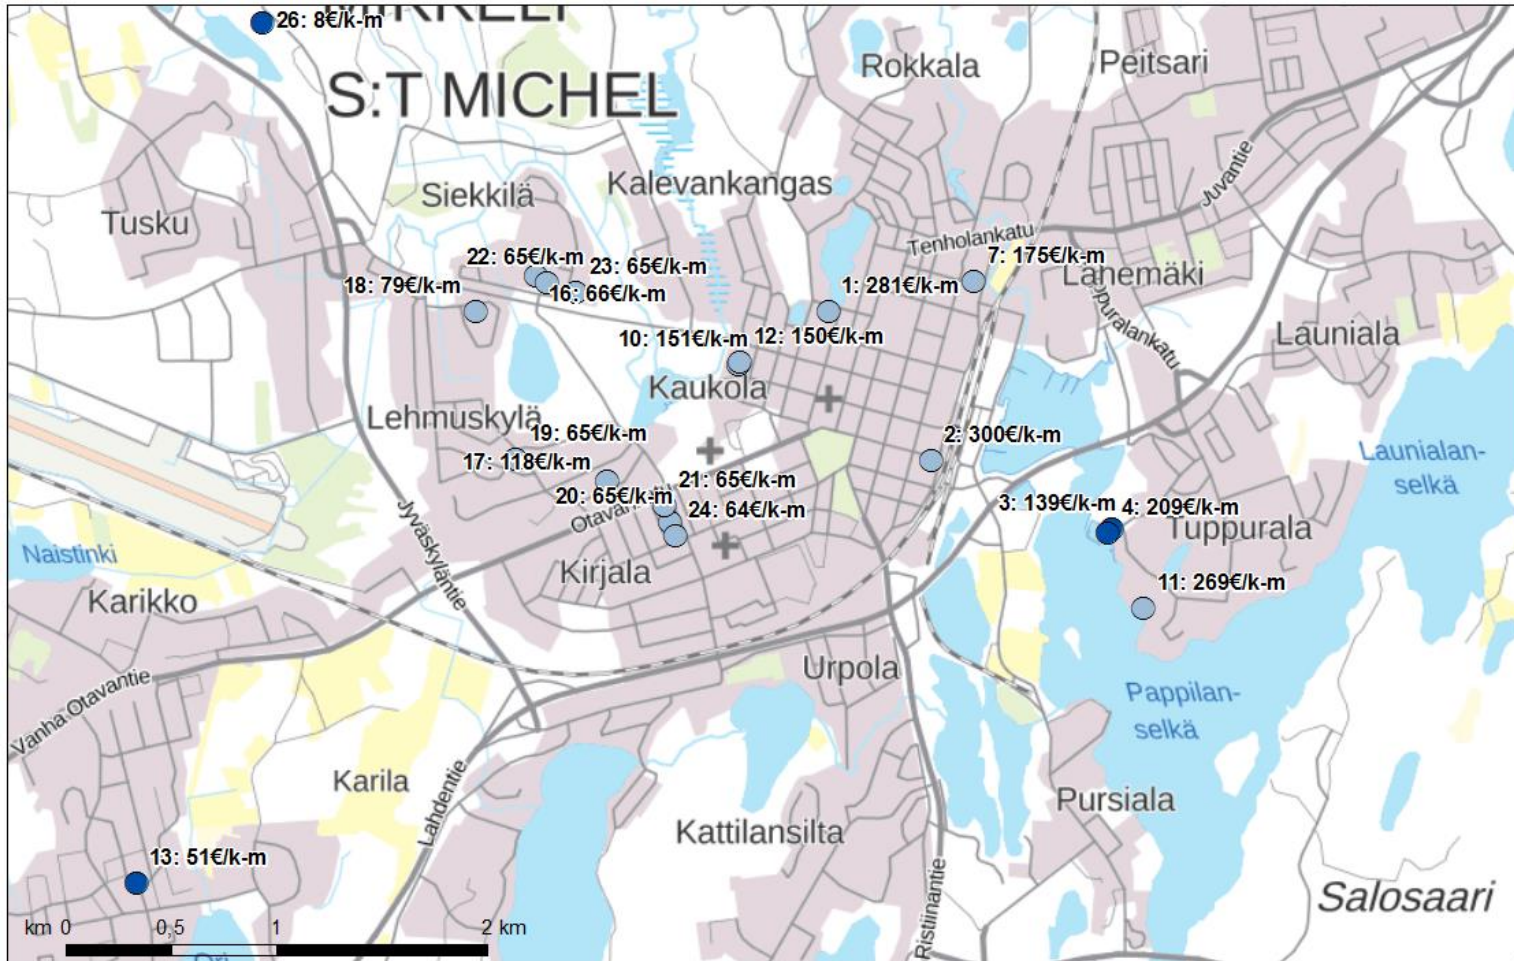 MIKKELI
26: 8€/k-m
S:T MICHEL
Rokkala
Peitsari
Juvantie
Siekkilä
Kalevankangas
Tusku
Tenholankatu
22: 65€/k-m
23: 65€/k-m
7: 175€/k-m
18: 79€/k-m
16: 66€/k-m
1: 281€/k-m
Lähemäki
10: 151€/k-m
12: 150€/k-m
Launiala
Kaukola
Lehmuskylä
19: 65€/k-m
2: 300€/k-m
17: 118€/k-m
Launialan-
selkä
21: 65€/k-m
20: 65€/k-m
24: 64€/k-m
3: 139€/k-m
4: 209€/k-m
Tuppurala
Jyväskyläntie
Naistinki
Kirjala
11: 269€/k-m
Karikko
Urpola
Vanha Otavantie
Pappilan-
selkä
Karila
Lahdentie
Pursiala
Kattilansilta
13: 51€/k-m
Ristiinantie
Salosaari
km 0 0,5 1 2 km